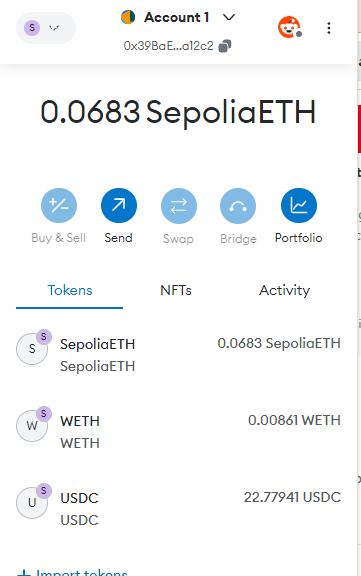 S
Account 1
0x39BaE...a12c2
0.0683 SepoliaETH
Buy & Sell
Send
Swap
Bridge
Portfolio
Tokens
NFTs
Activity
S
S
SepoliaETH
0.0683 SepoliaETH
SepoliaETH
S
W
WETH
0.00861 WETH
WETH
S
U
USDC
22.77941 USDC
USDC
+ Import tokens